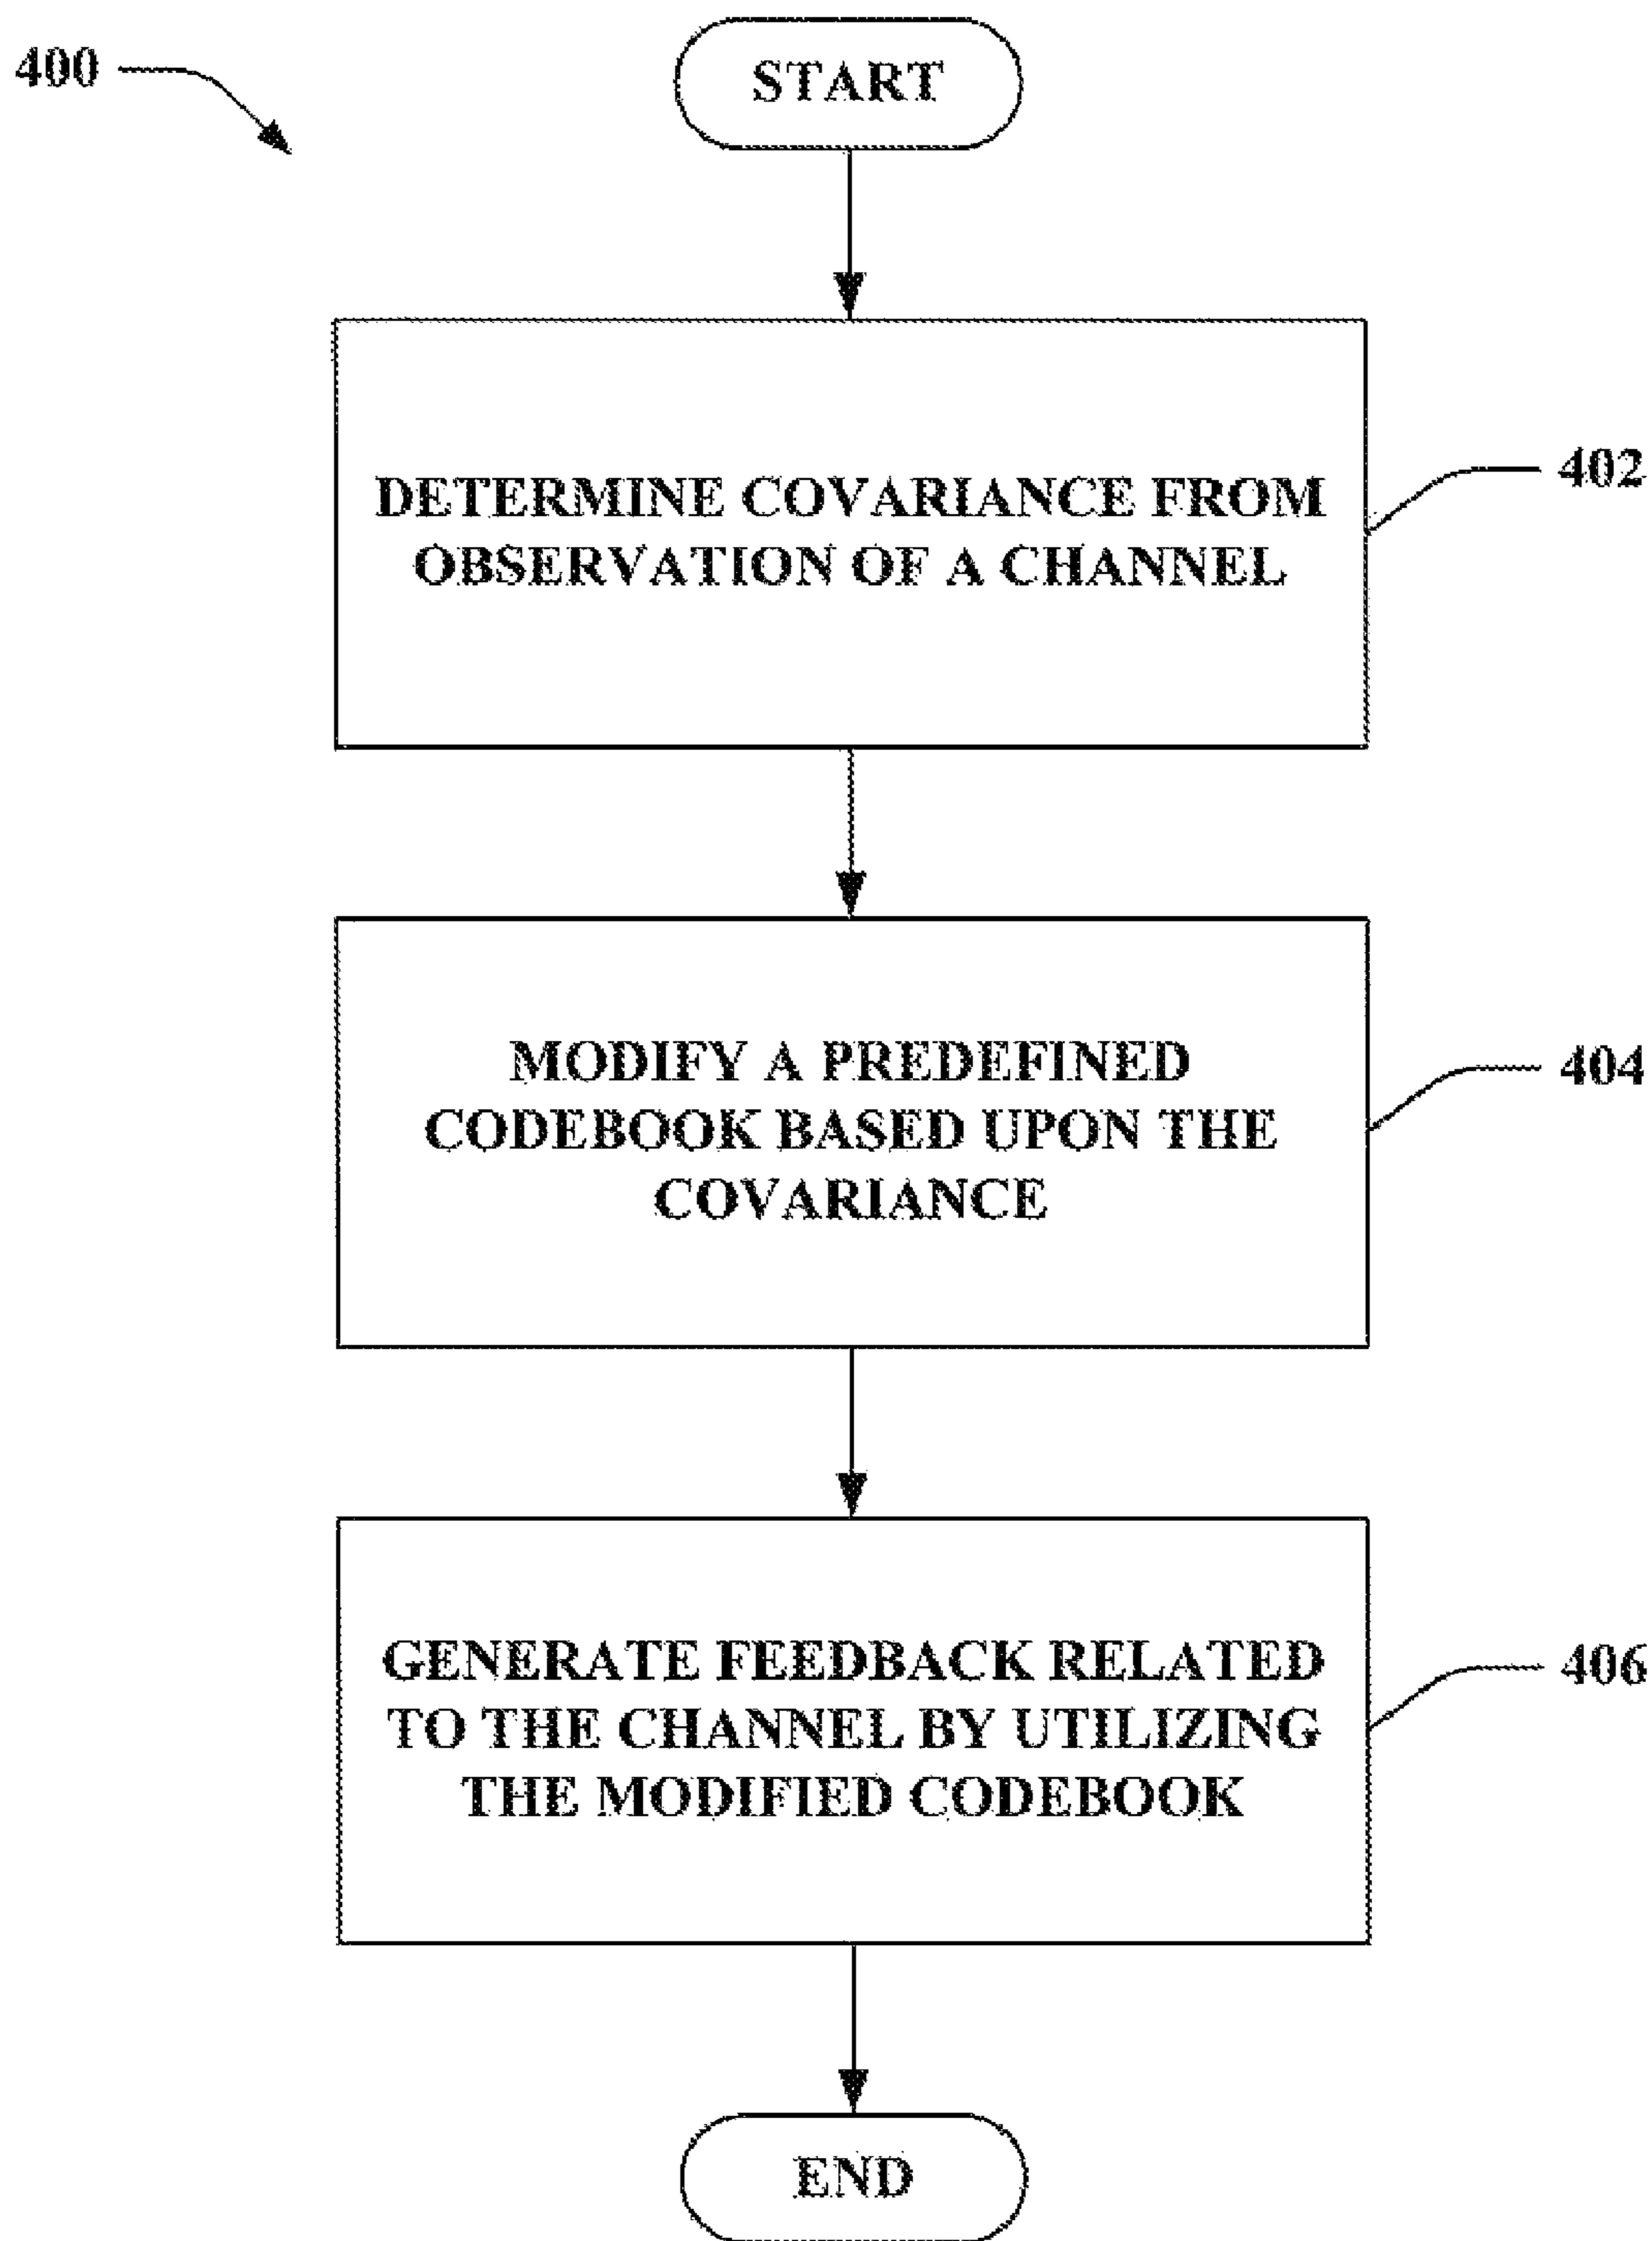 400
START
DETERMINE COVARIANCE FROM
OBSERVATION OF A CHANNEL
402
MODIFY A PREDEFINED
CODEBOOK BASED UPON THE
COVARIANCE
404
GENERATE FEEDBACK RELATED
TO THE CHANNEL BY UTILIZING
THE MODIFIED CODEBOOK
406
END